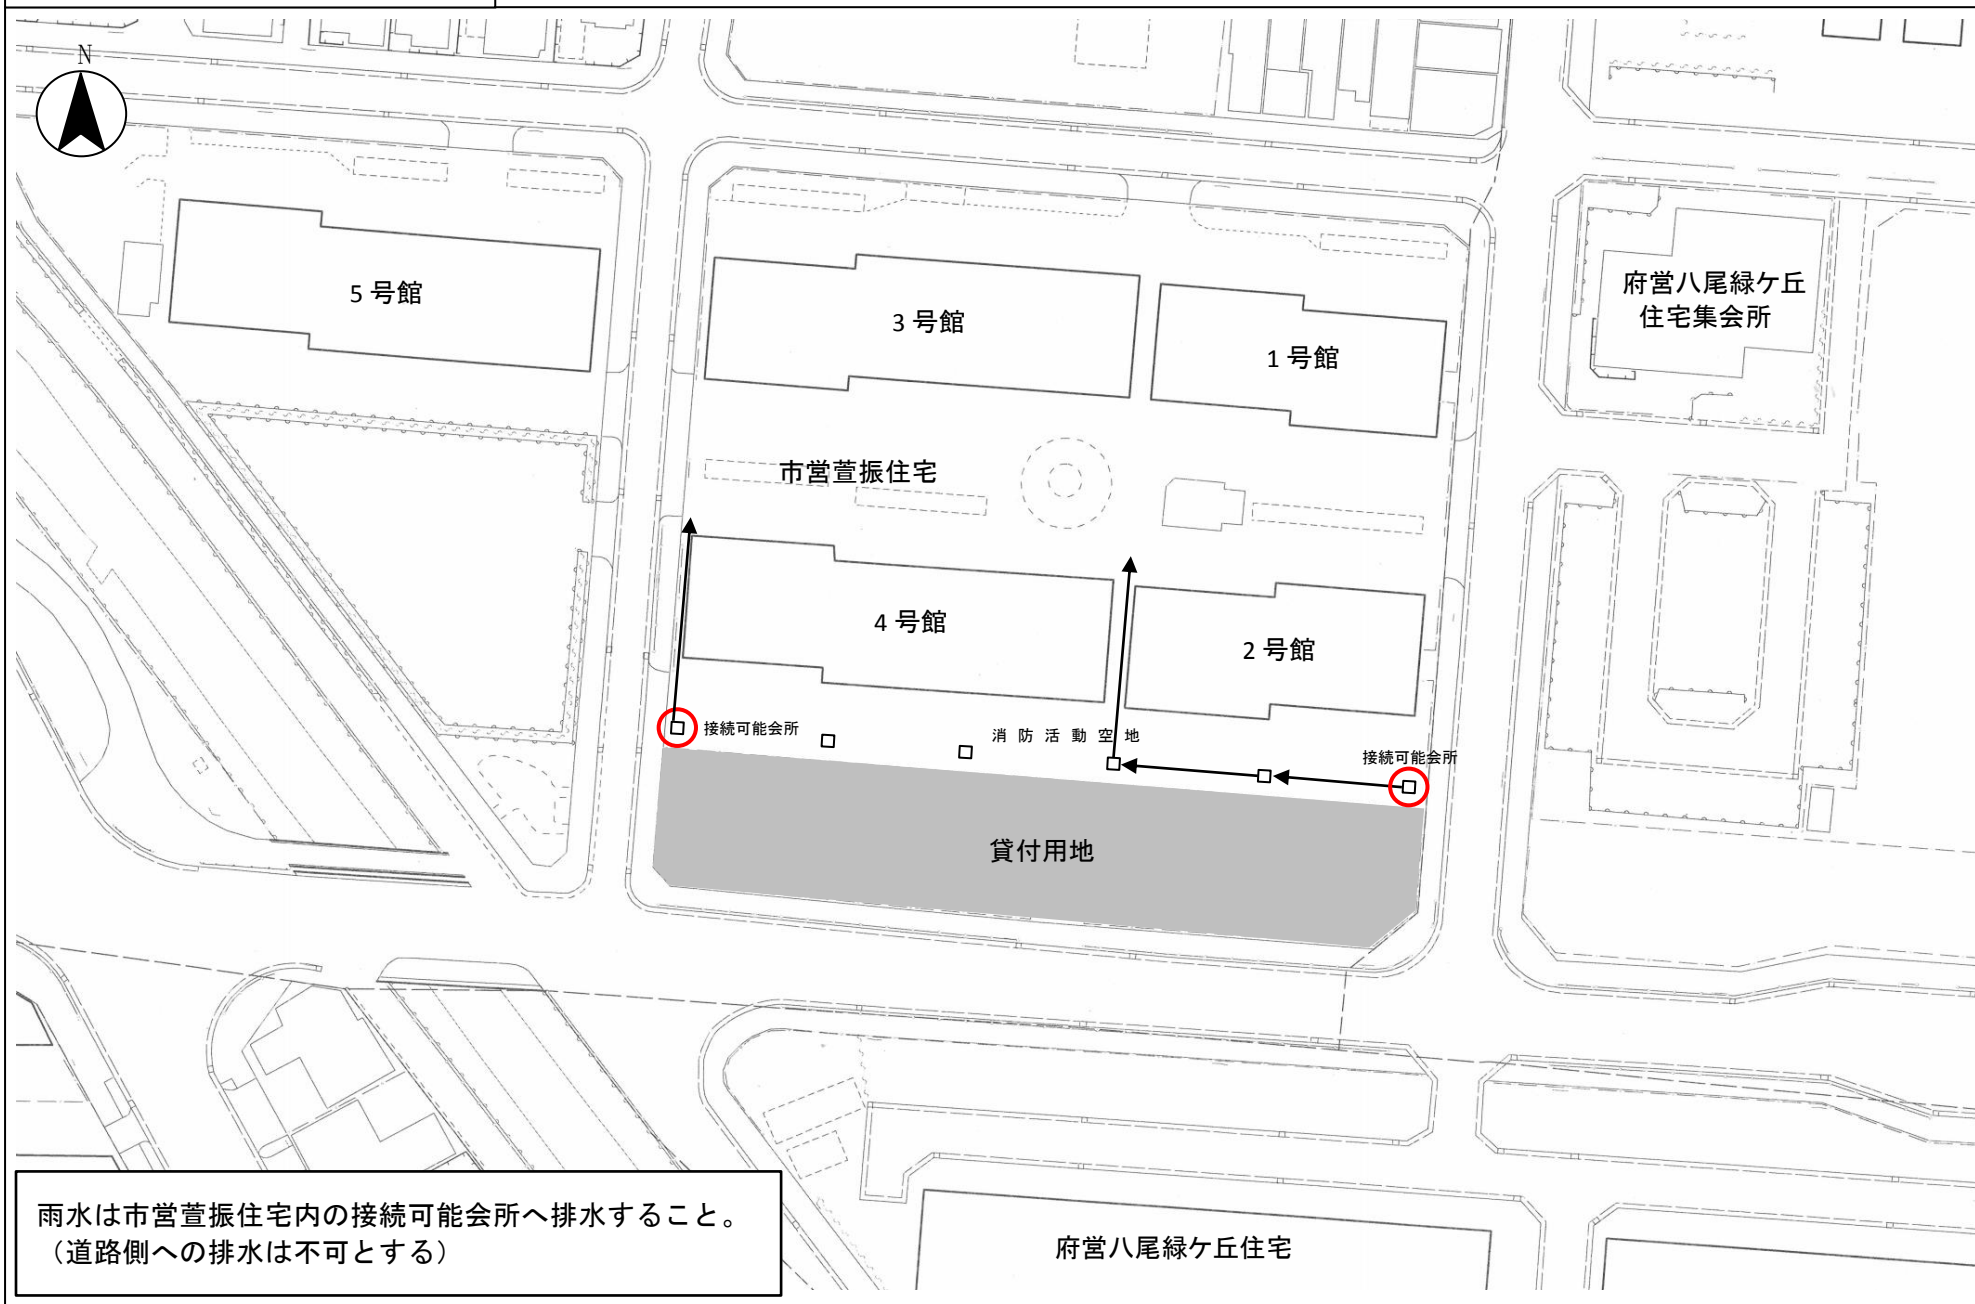 N
5 号館
3 号館
1 号館
府営八尾緑ケ丘
住宅集会所
市営萱振住宅
4 号館
2 号館
接続可能会所
消防活動空地
接続可能会所
貸付用地
雨水は市営萱振住宅内の接続可能会所へ排水すること。
（道路側への排水は不可とする）
府営八尾緑ケ丘住宅